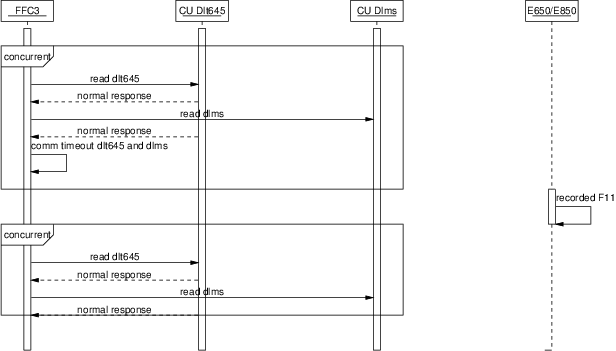 FFC3 CU Dlt645 CU Dlms E650/E850
concurrent
read dlt645
normal response
read dlms
normal response
comm timeout dlt645 and dlms
recorded F11
concurrent
read dlt645
normal response
read dlms
normal response